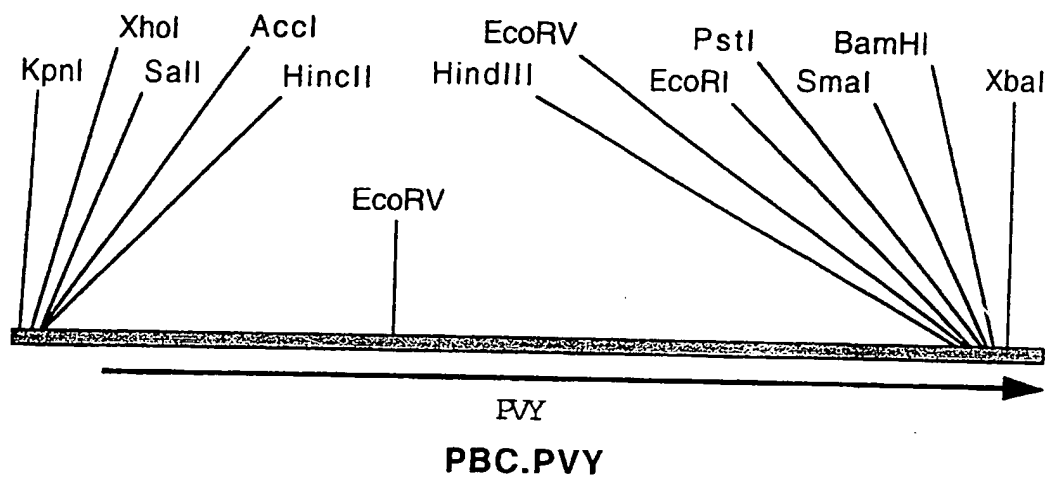 XhoI AccI EcoRV PstI BamHI
KpnI SalI HincII HindIII EcoRI SmaI XbaI
EcoRV
PVY
PBC.PVY